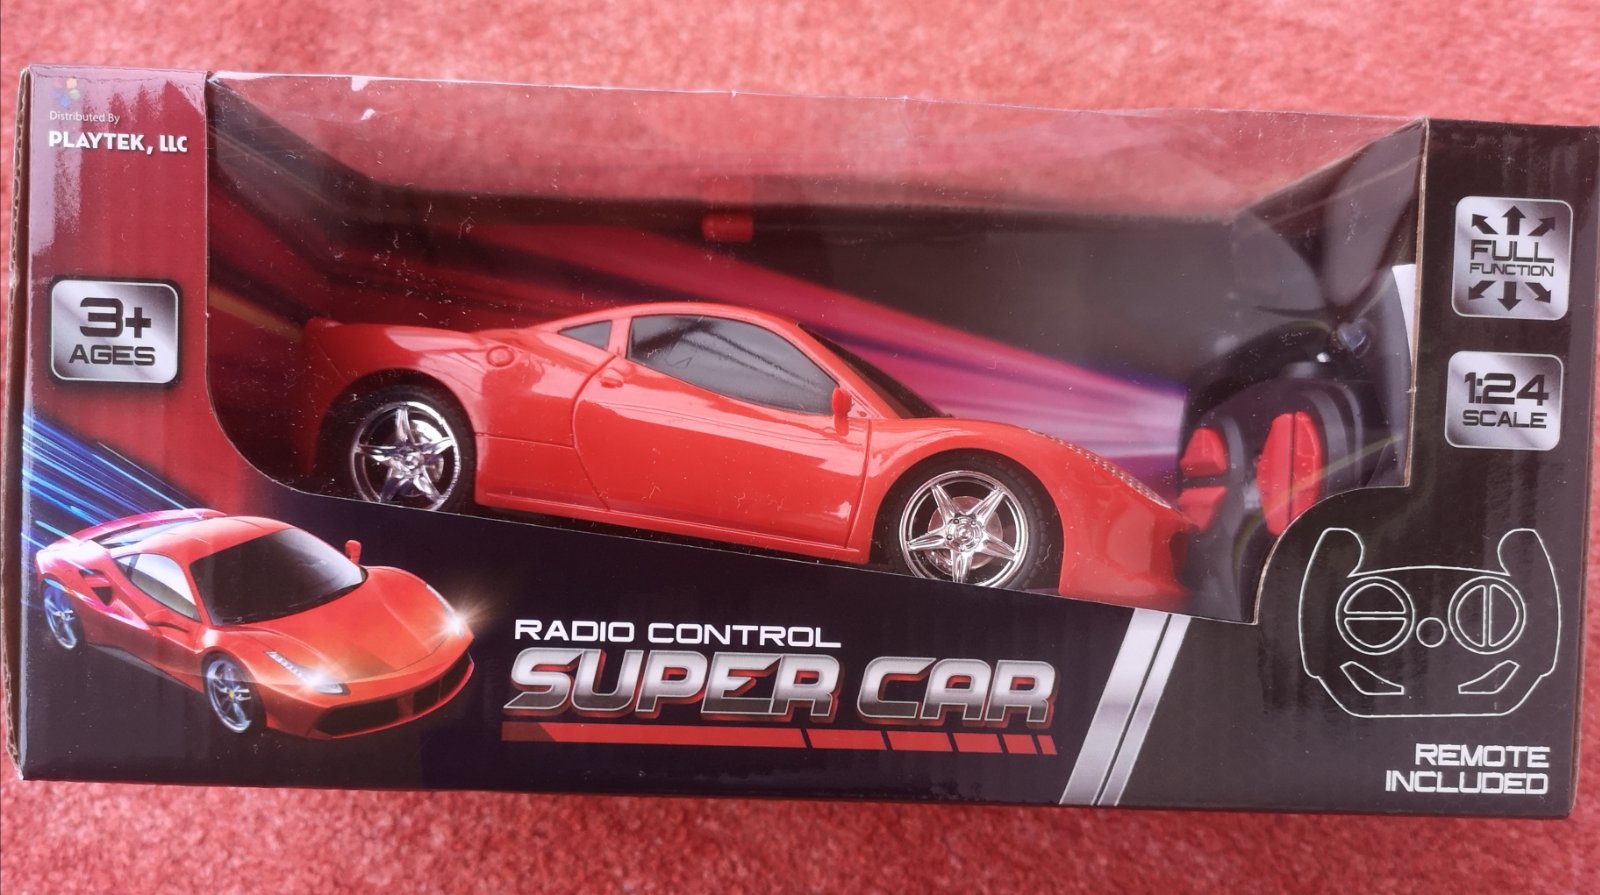 Distributed By
PLAYTEK, LLC
3+
AGES
FULL
FUNCTION
1:24
SCALE
RADIO CONTROL
SUPER CAR
REMOTE
INCLUDED